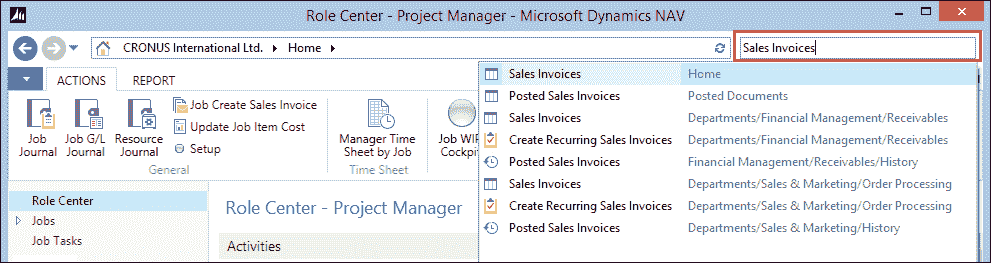 Role Center - Project Manager - Microsoft Dynamics NAV
CRONUS International Ltd. Home
Sales Invoices
ACTIONS REPORT
Sales Invoices Home
Posted Sales Invoices Posted Documents
Sales Invoices Departments/Financial Management/Receivables
Create Recurring Sales Invoices Departments/Financial Management/Receivables
Posted Sales Invoices Financial Management/Receivables/History
Sales Invoices Departments/Sales & Marketing/Order Processing
Create Recurring Sales Invoices Departments/Sales & Marketing/Order Processing
Posted Sales Invoices Departments/Sales & Marketing/History
Job Journal
Job G/L Journal
Resource Journal
Job Create Sales Invoice
Update Job Item Cost
Setup
General
Manager Time Sheet by Job
Time Sheet
Job WIP Cockpit
Role Center
Jobs
Job Tasks
Role Center - Project Manager
Activities